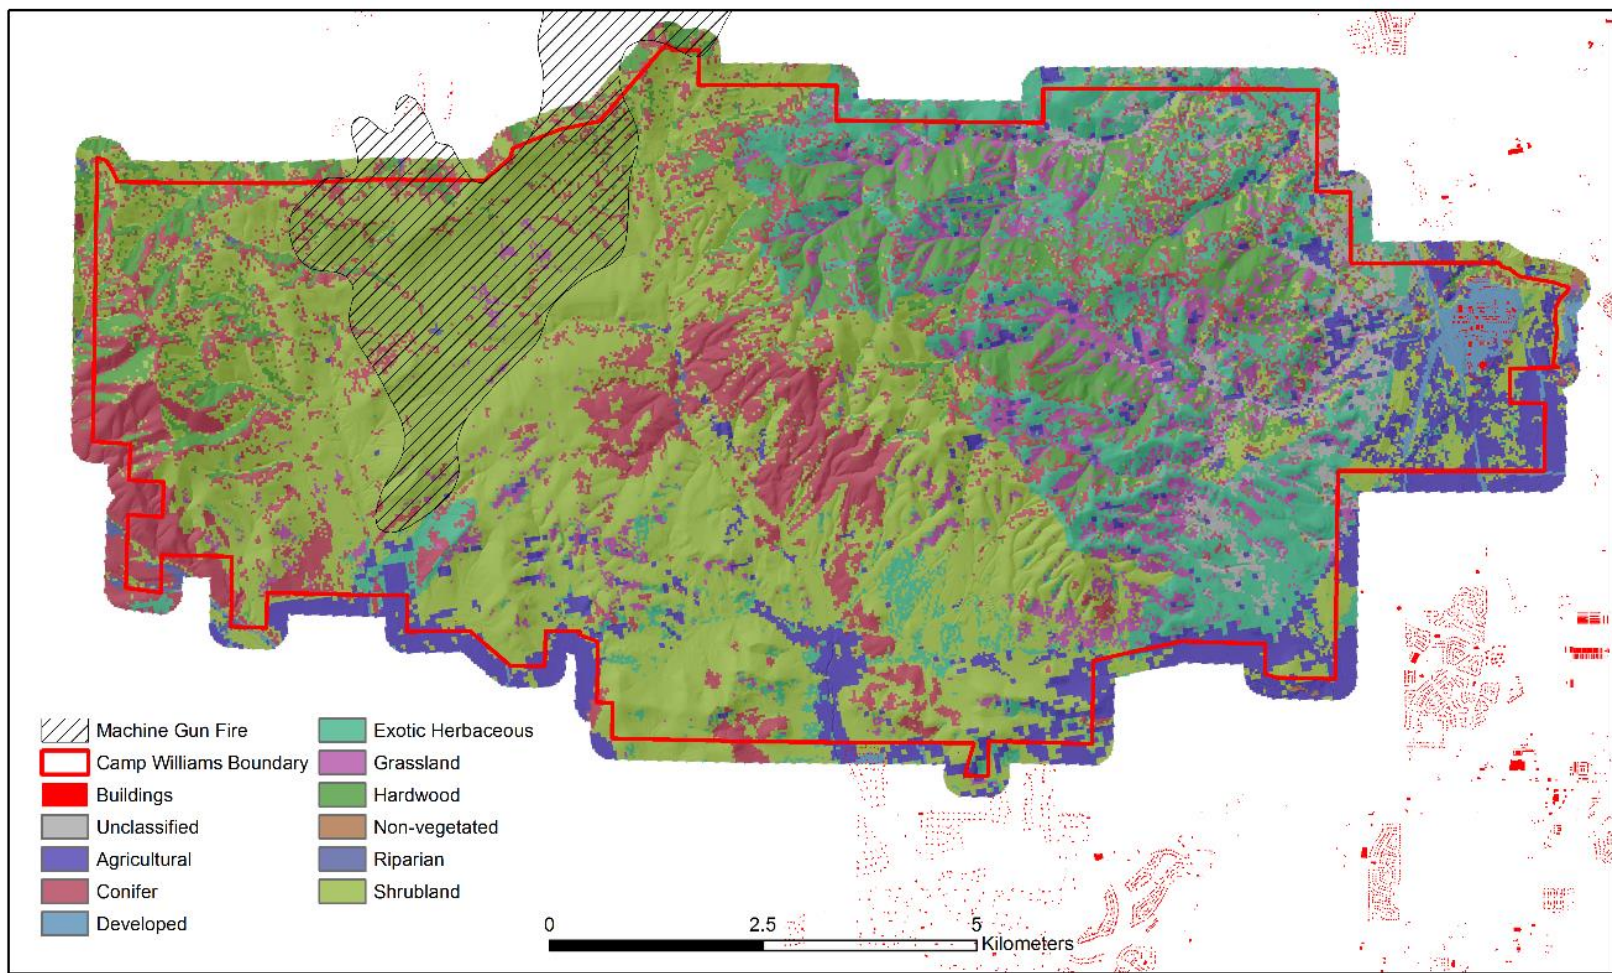 Machine Gun Fire
Camp Williams Boundary
Buildings
Unclassified
Agricultural
Conifer
Developed
Exotic Herbaceous
Grassland
Hardwood
Non-vegetated
Riparian
Shrubland
0 2.5 5
Kilometers